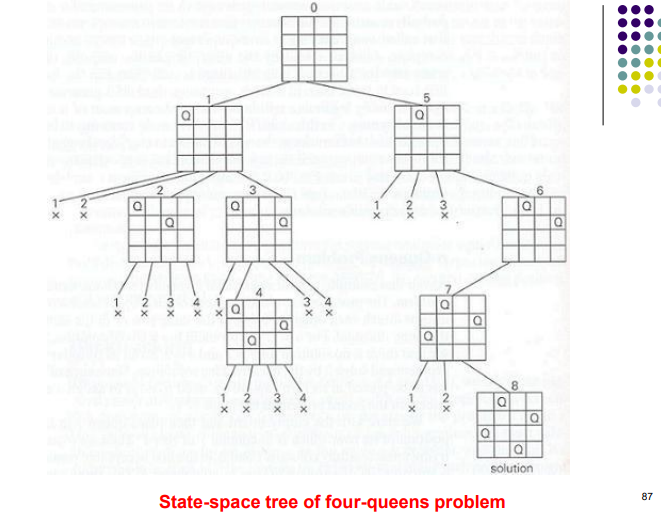 0
1
5
Q
Q
1 2
2
3
1 2 3
6
× ×
× × ×
Q
Q
Q
Q
Q
Q
1 2 3 4
1
3 4
× × × ×
×
× ×
4
7
Q
Q
Q
Q
Q
Q
1 2 3 4
1 2
× × × ×
× ×
8
Q
Q
Q
Q
solution
State-space tree of four-queens problem
87